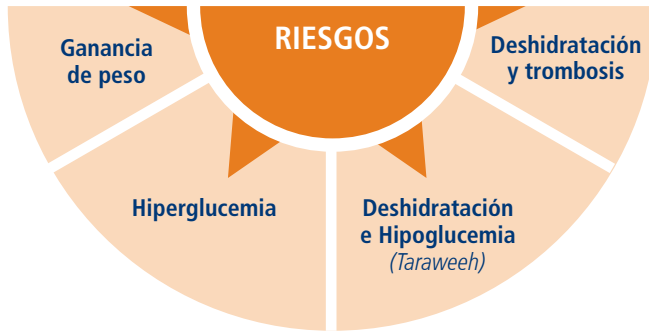 RIESGOS
Ganancia
de peso
Deshidratación
y trombosis
Hiperglucemia
Deshidratación
e Hipoglucemia
(Taraweeh)